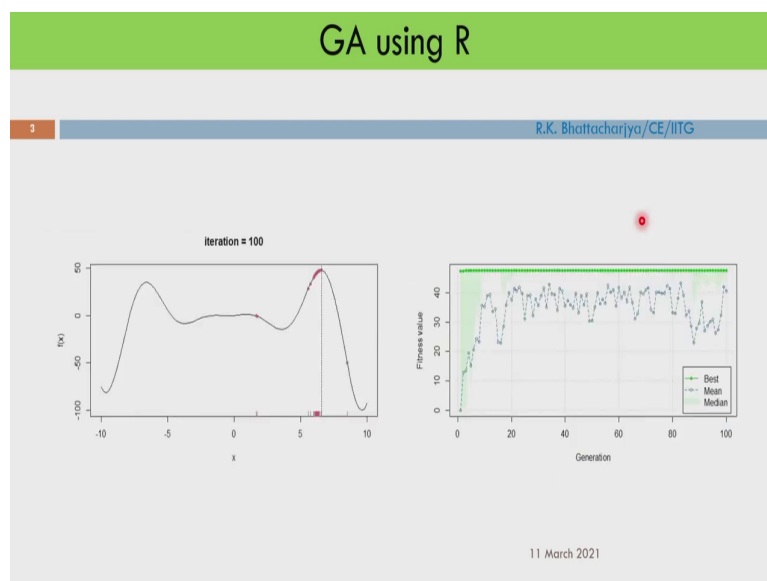 GA using R
3
R.K. Bhattacharjya/CE/IITG
iteration = 100
50
0
-50
-100
f(x)
-10 -5 0 5 10
x
40
30
20
10
0
Fitness value
Best
Mean
Median
0 20 40 60 80 100
Generation
11 March 2021